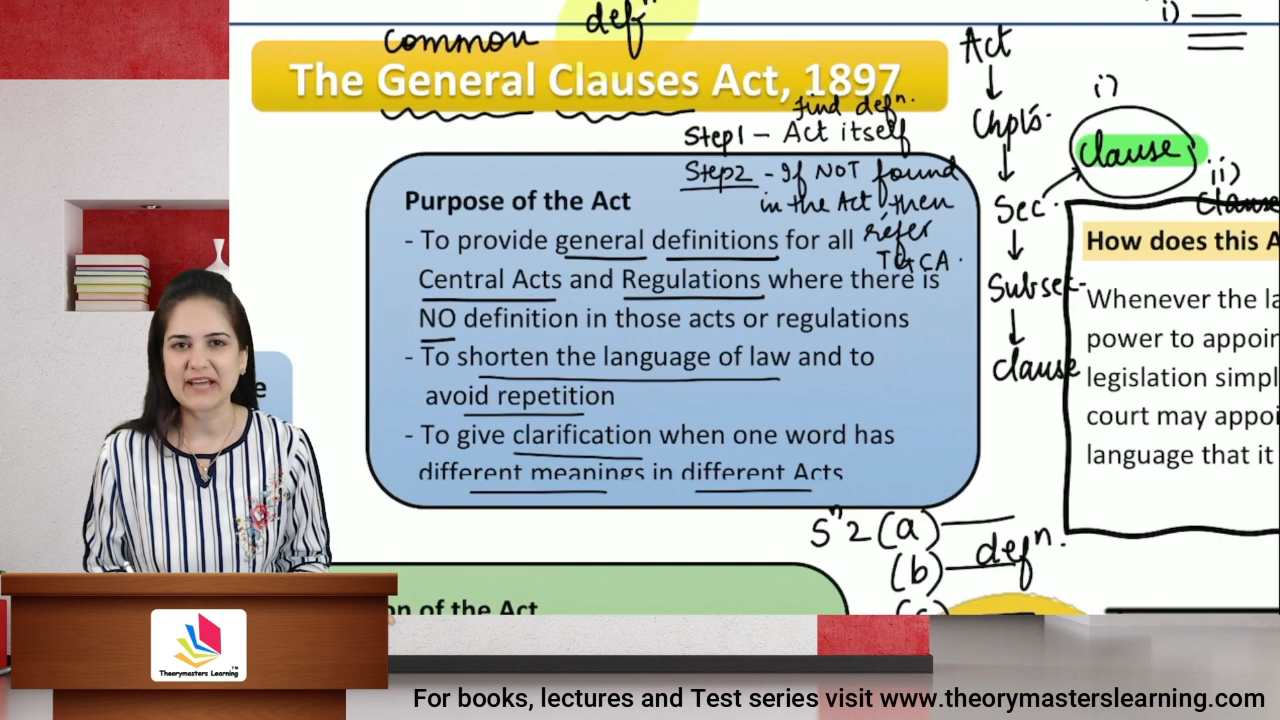 common defⁿ
The General Clauses Act, 1897
find defⁿ.
Step1 – Act itself
Step2 - If NOT found
in the Act then
refer
TGCA.
Purpose of the Act
- To provide general definitions for all
Central Acts and Regulations where there is
NO definition in those acts or regulations
- To shorten the language of law and to
avoid repetition
- To give clarification when one word has
different meanings in different Acts
Act
Chpts.
Sec.
Subsec-
clause
i)
i)
clause
ii)
clause
How does this A
Whenever the la
power to appoin
legislation simpl
court may appoi
language that it
Sⁿ 2 (a)
(b) defⁿ.
(c)
e
on of the Act
Theorymasters Learning™
For books, lectures and Test series visit www.theorymasterslearning.com